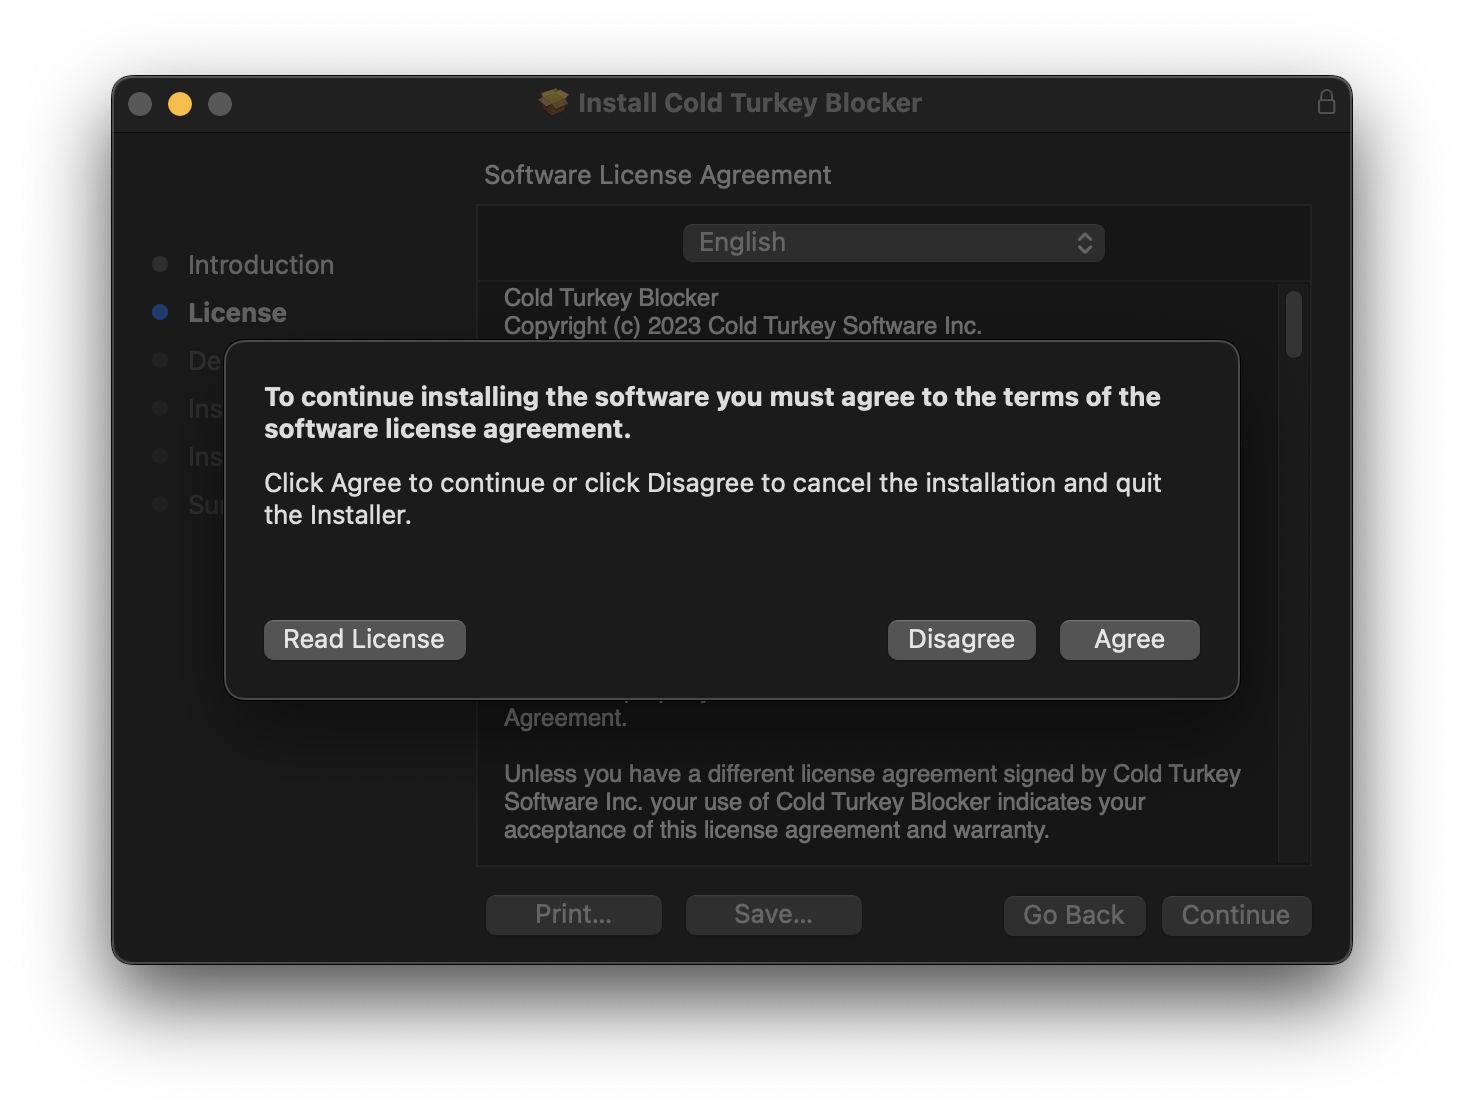 Install Cold Turkey Blocker
Software License Agreement
English
Introduction
License
Cold Turkey Blocker
Copyright (c) 2023 Cold Turkey Software Inc.
To continue installing the software you must agree to the terms of the
software license agreement.
Click Agree to continue or click Disagree to cancel the installation and quit
the Installer.
Read License
Disagree
Agree
Agreement.
Unless you have a different license agreement signed by Cold Turkey
Software Inc. your use of Cold Turkey Blocker indicates your
acceptance of this license agreement and warranty.
Print...
Save...
Go Back
Continue